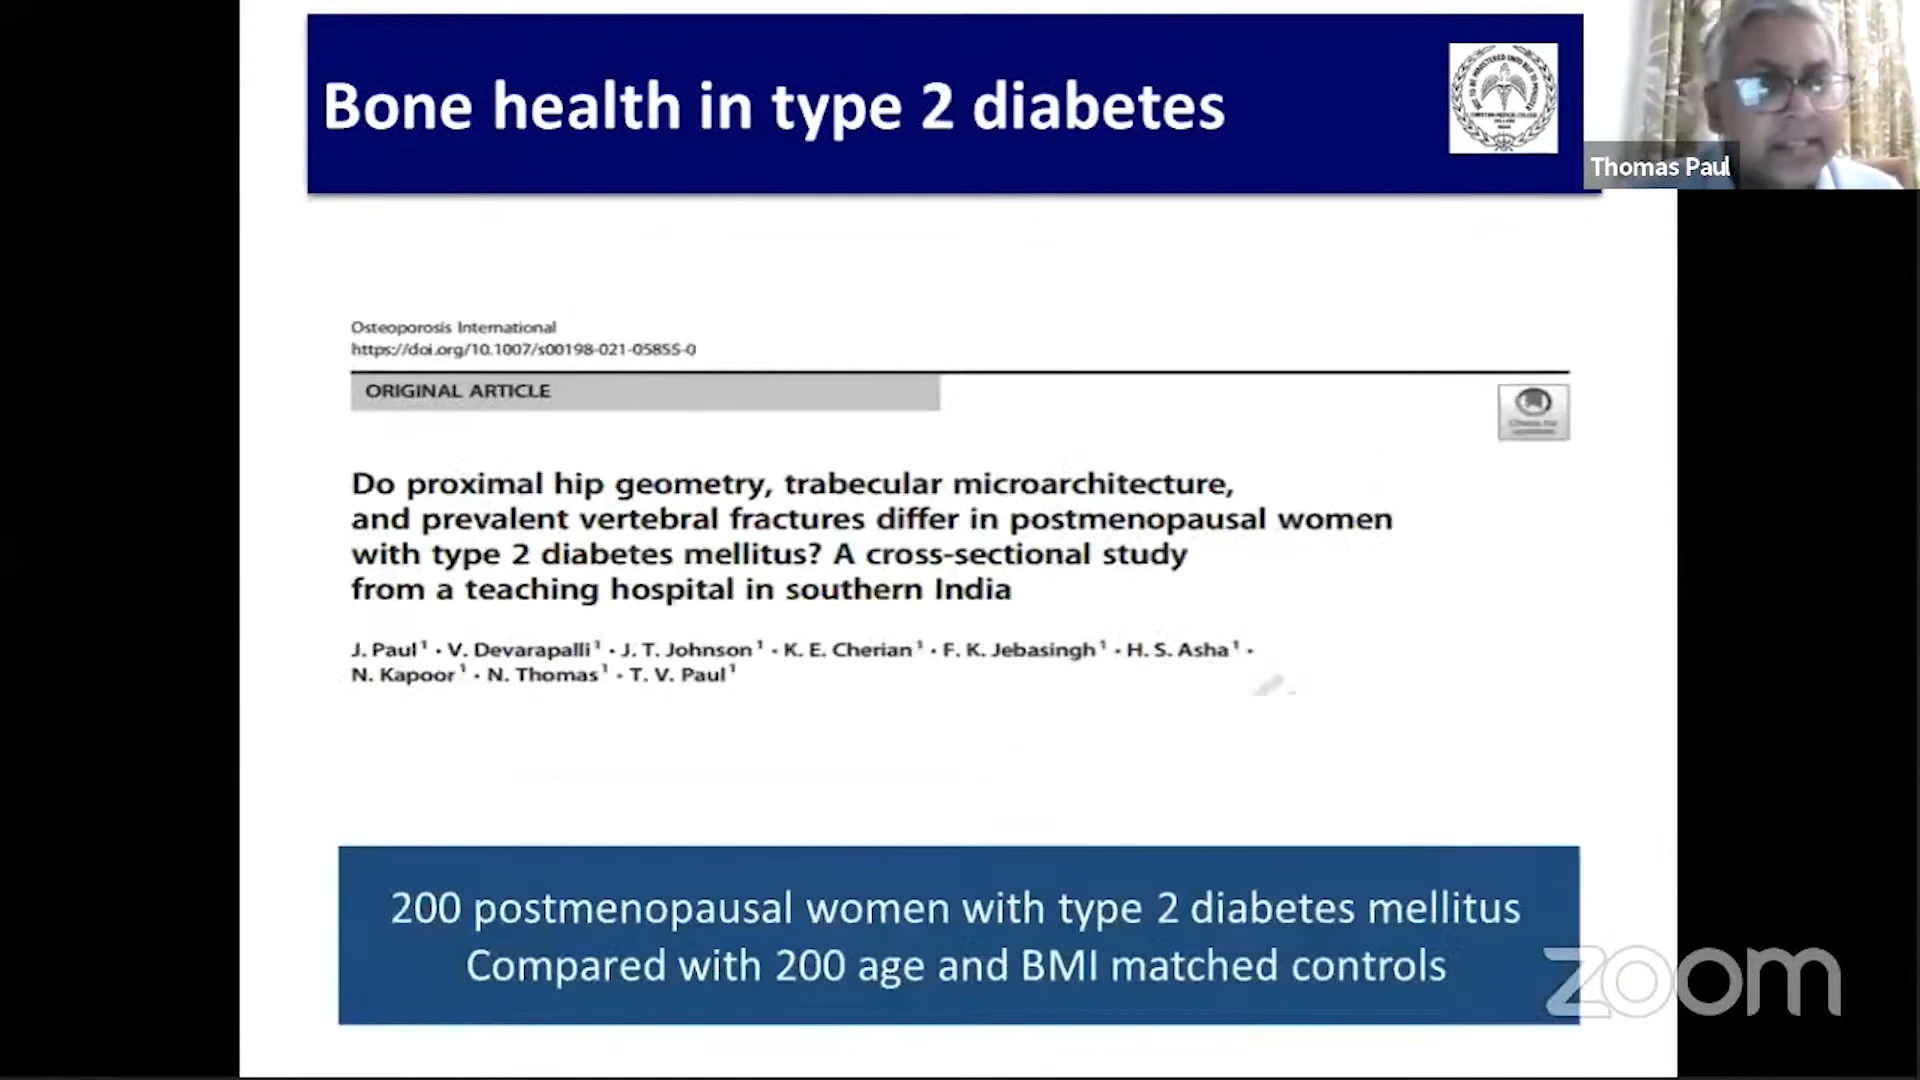 Bone health in type 2 diabetes
Thomas Paul
Osteoporosis International
https://doi.org/10.1007/s00198-021-05855-0
ORIGINAL ARTICLE
Do proximal hip geometry, trabecular microarchitecture,
and prevalent vertebral fractures differ in postmenopausal women
with type 2 diabetes mellitus? A cross-sectional study
from a teaching hospital in southern India
J. Paul¹ · V. Devarapalli¹ · J. T. Johnson¹ · K. E. Cherian¹ · F. K. Jebasingh¹ · H. S. Asha¹ ·
N. Kapoor¹ · N. Thomas¹ · T. V. Paul¹
200 postmenopausal women with type 2 diabetes mellitus
Compared with 200 age and BMI matched controls
zoom